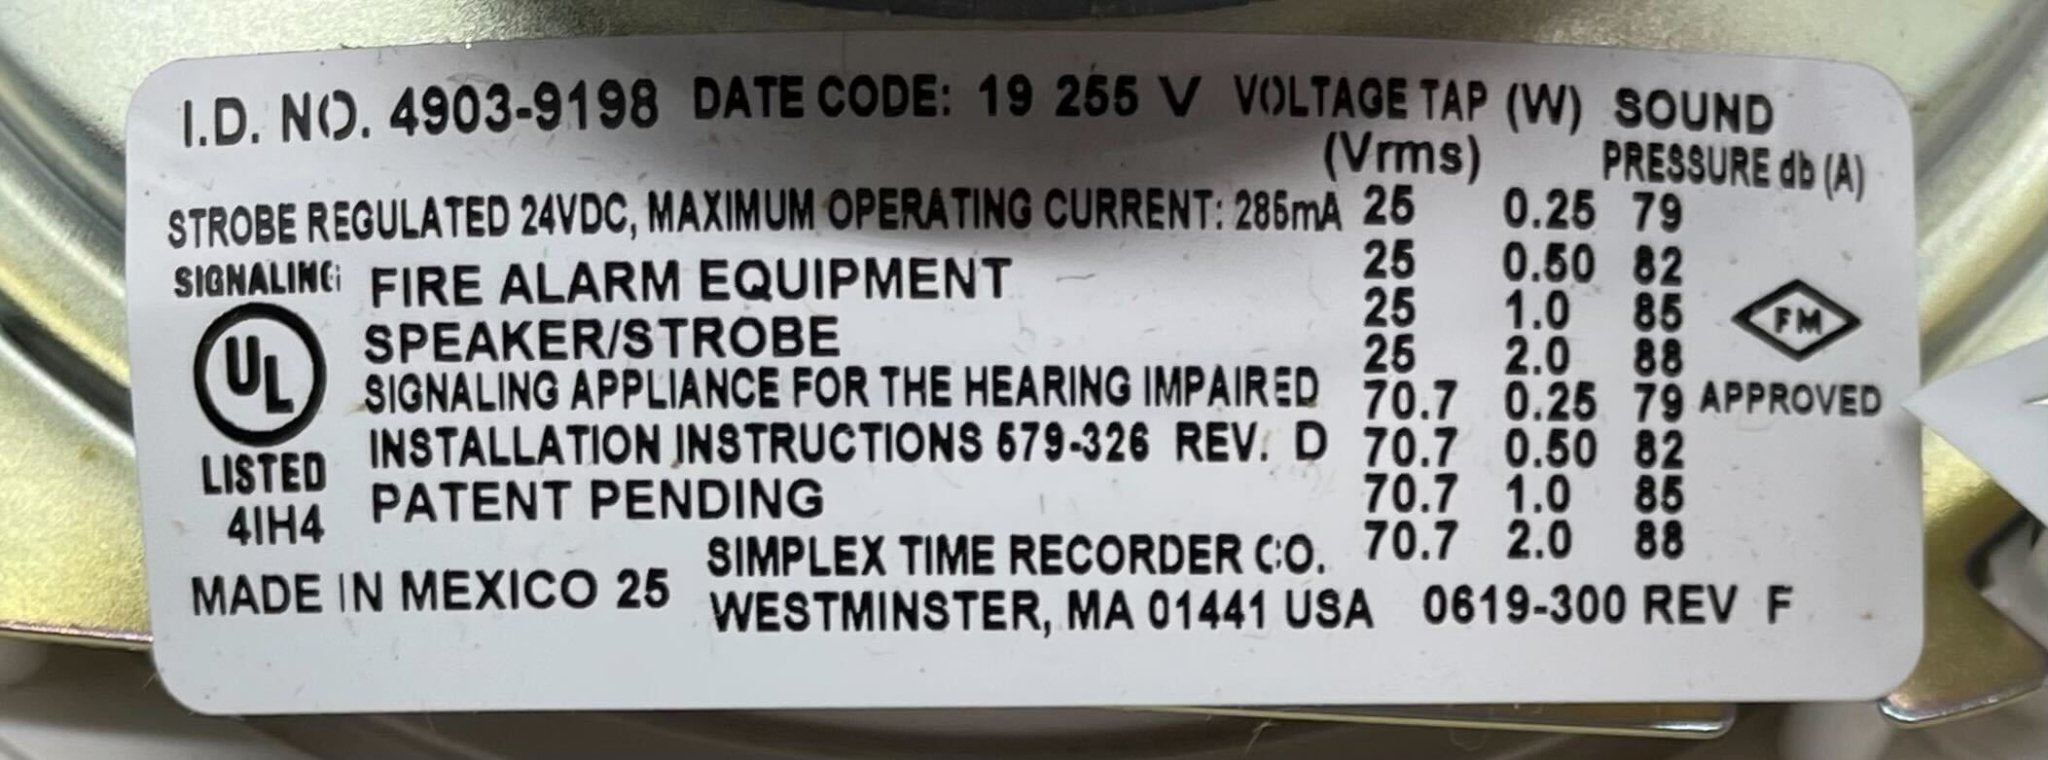 I.D. NO. 4903-9198 DATE CODE: 19 255 V VOLTAGE TAP (W) SOUND
(Vrms) PRESSURE db (A)
STROBE REGULATED 24VDC, MAXIMUM OPERATING CURRENT: 285mA 25 0.25 79
SIGNALING FIRE ALARM EQUIPMENT 25 0.50 82
SPEAKER/STROBE 25 1.0 85
UL 25 2.0 88 FM
SIGNALING APPLIANCE FOR THE HEARING IMPAIRED 70.7 0.25 79 APPROVED
LISTED INSTALLATION INSTRUCTIONS 579-326 REV. D 70.7 0.50 82
4IH4 PATENT PENDING 70.7 1.0 85
SIMPLEX TIME RECORDER CO. 70.7 2.0 88
MADE IN MEXICO 25 WESTMINSTER, MA 01441 USA 0619-300 REV F